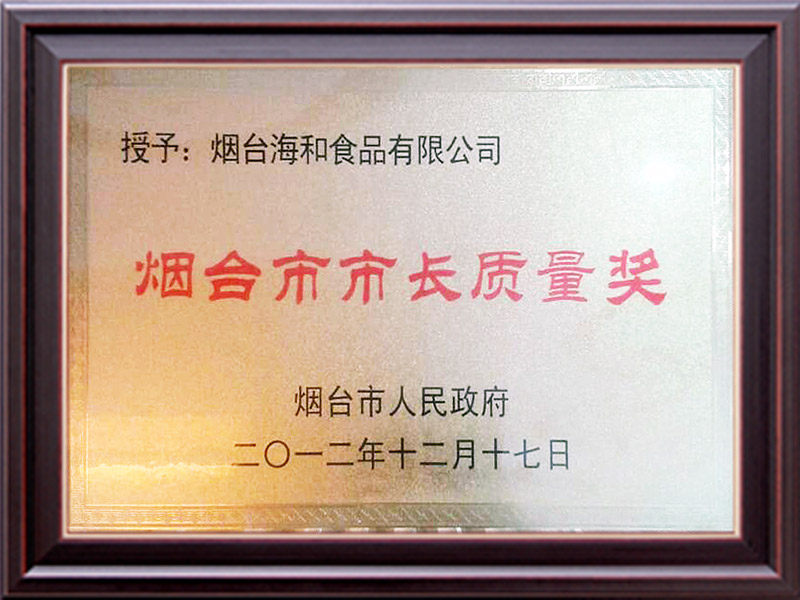 授予：烟台海和食品有限公司
烟台市市长质量奖
烟台市人民政府
二〇一二年十二月十七日